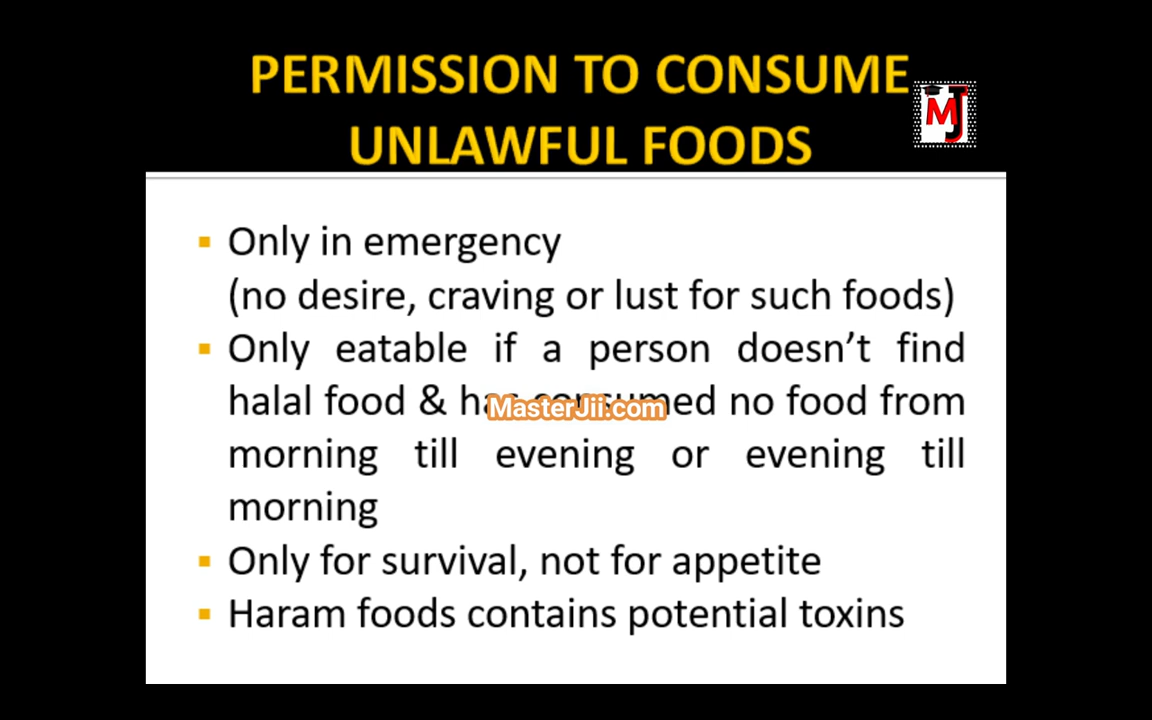 PERMISSION TO CONSUME
UNLAWFUL FOODS
MJ
▪ Only in emergency
(no desire, craving or lust for such foods)
▪ Only eatable if a person doesn’t find
halal food & has consumed no food from
MasterJii.com
morning till evening or evening till
morning
▪ Only for survival, not for appetite
▪ Haram foods contains potential toxins